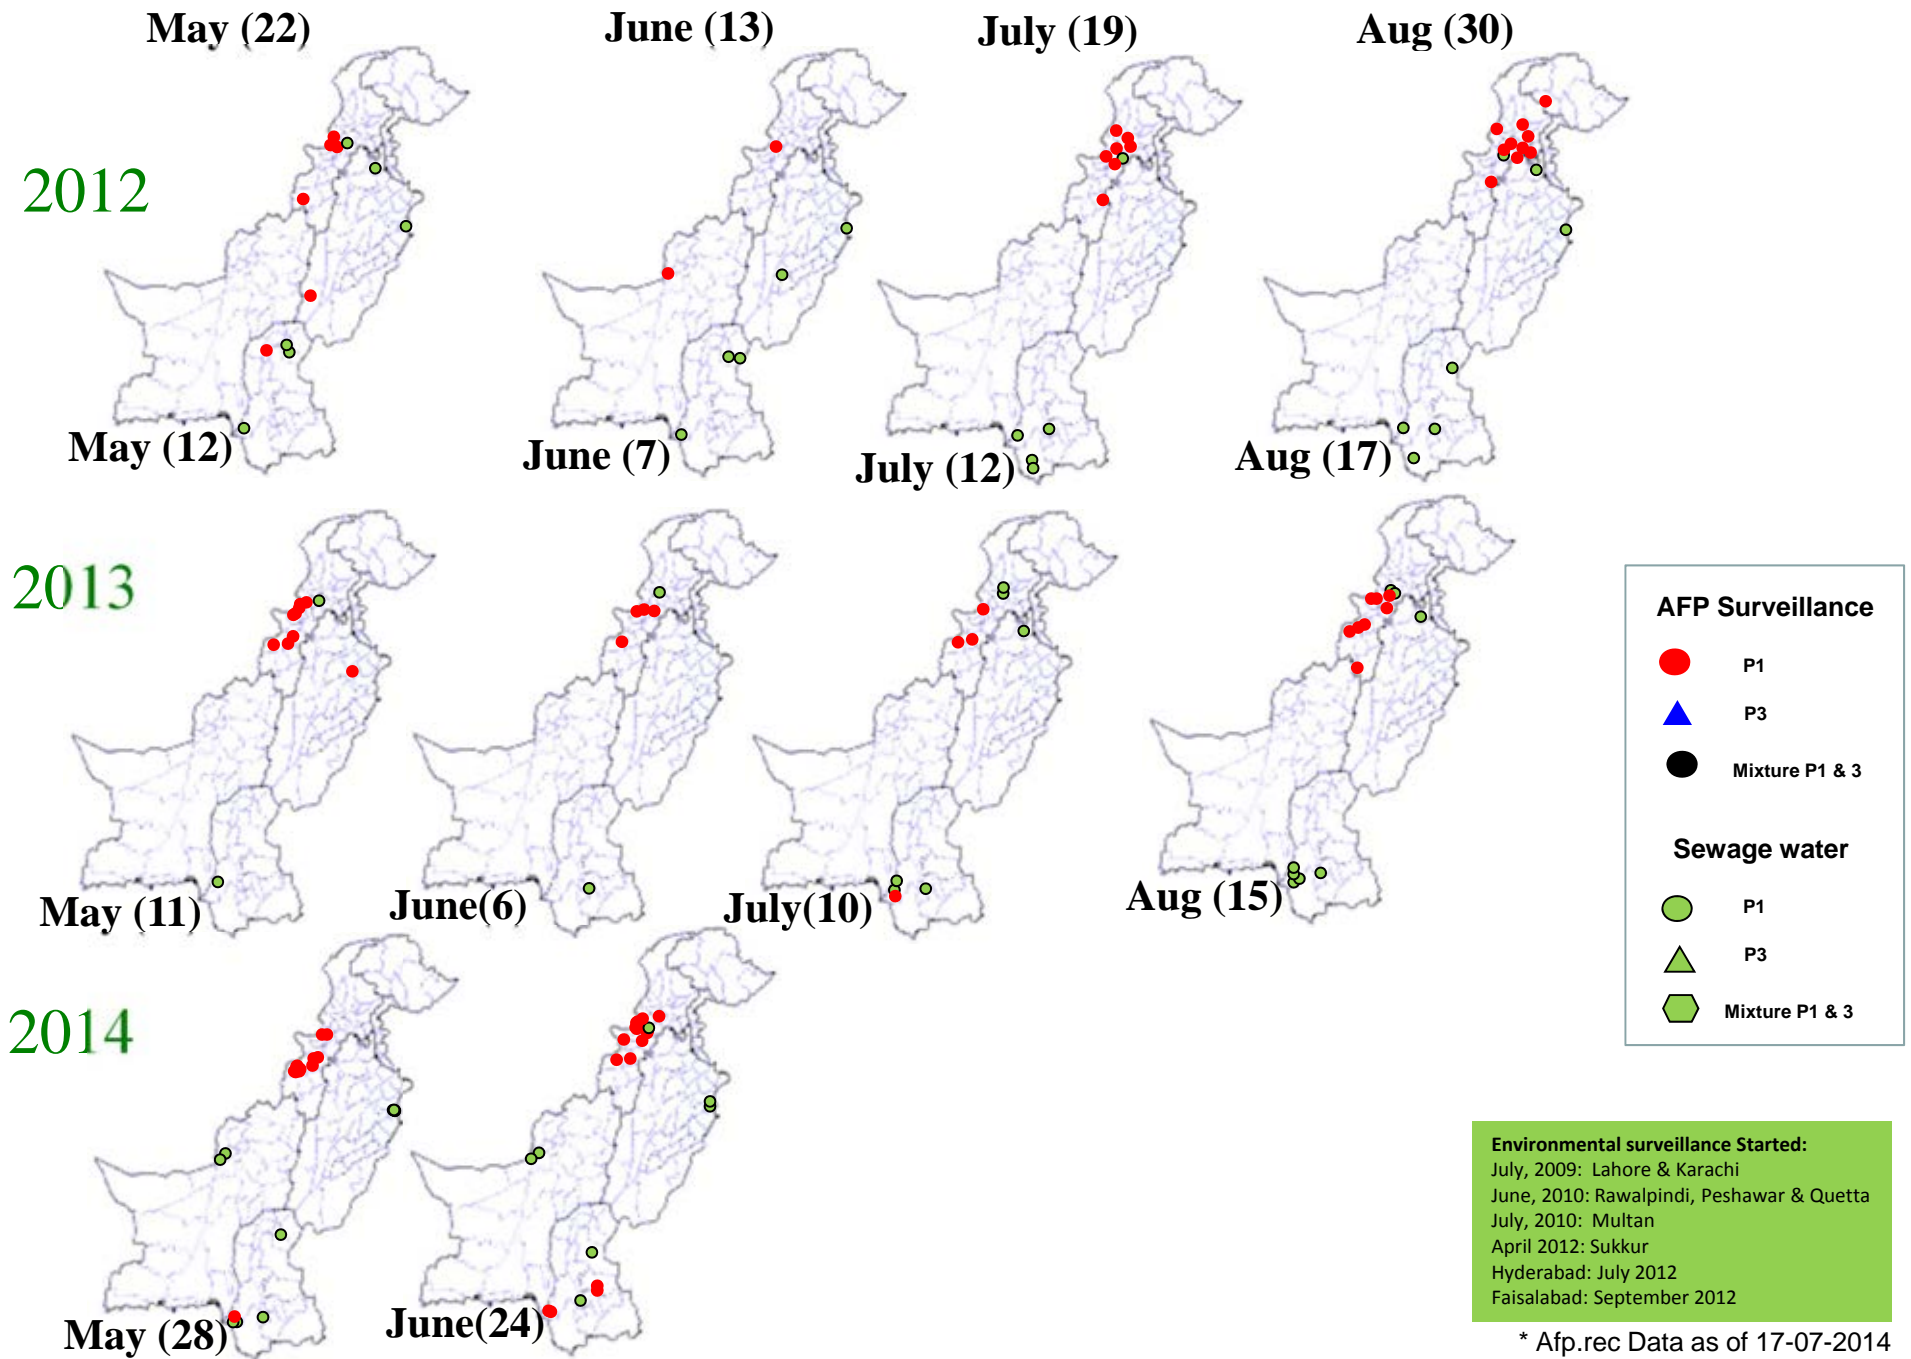 May (22)
June (13)
July (19)
Aug (30)
2012
May (12)
June (7)
July (12)
Aug (17)
2013
May (11)
June(6)
July(10)
Aug (15)
AFP Surveillance
P1
P3
Mixture P1 & 3
Sewage water
P1
P3
Mixture P1 & 3
2014
May (28)
June(24)
Environmental surveillance Started:
July, 2009: Lahore & Karachi
June, 2010: Rawalpindi, Peshawar & Quetta
July, 2010: Multan
April 2012: Sukkur
Hyderabad: July 2012
Faisalabad: September 2012
* Afp.rec Data as of 17-07-2014